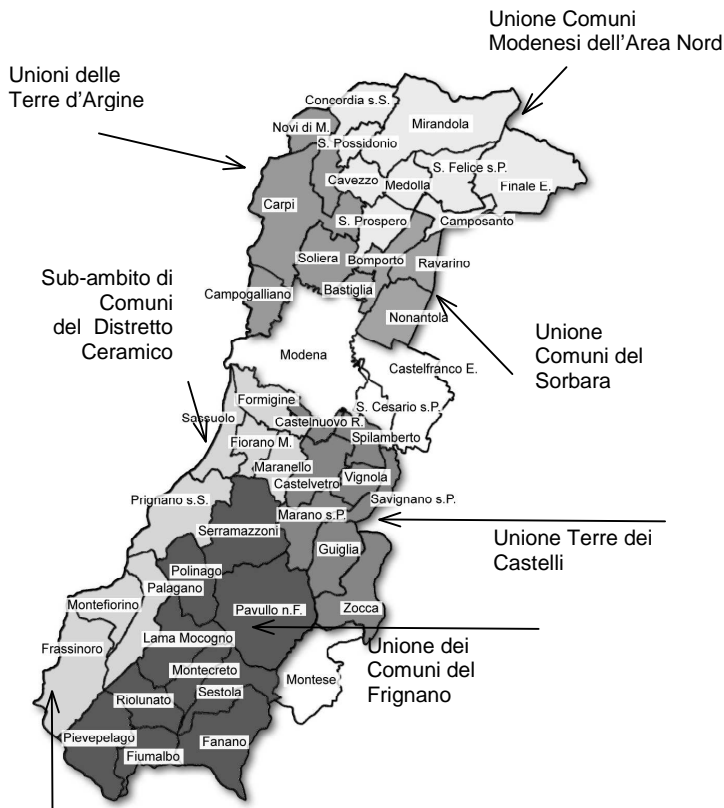 Unione Comuni
Modenesi dell'Area Nord
Unioni delle
Terre d'Argine
Concordia s.S.
Mirandola
Novi di M.
S. Possidonio
S. Felice s.P.
Cavezzo
Medolla
Finale E.
Carpi
S. Prospero
Camposanto
Soliera
Bomporto
Ravarino
Sub-ambito di
Comuni
del Distretto
Ceramico
Campogalliano
Bastiglia
Nonantola
Unione
Comuni del
Sorbara
Modena
Castelfranco E.
Formigine
S. Cesario s.P.
Sassuolo
Castelnuovo R.
Spilamberto
Fiorano M.
Maranello
Vignola
Castelvetro
Prignano s.S.
Savignano s.P.
Marano s.P.
Serramazzoni
Unione Terre dei
Castelli
Guiglia
Polinago
Palagano
Montefiorino
Pavullo n.F.
Zocca
Frassinoro
Lama Mocogno
Unione dei
Comuni del
Frignano
Montecreto
Montese
Sestola
Riolunato
Pievepelago
Fanano
Fiumalbo